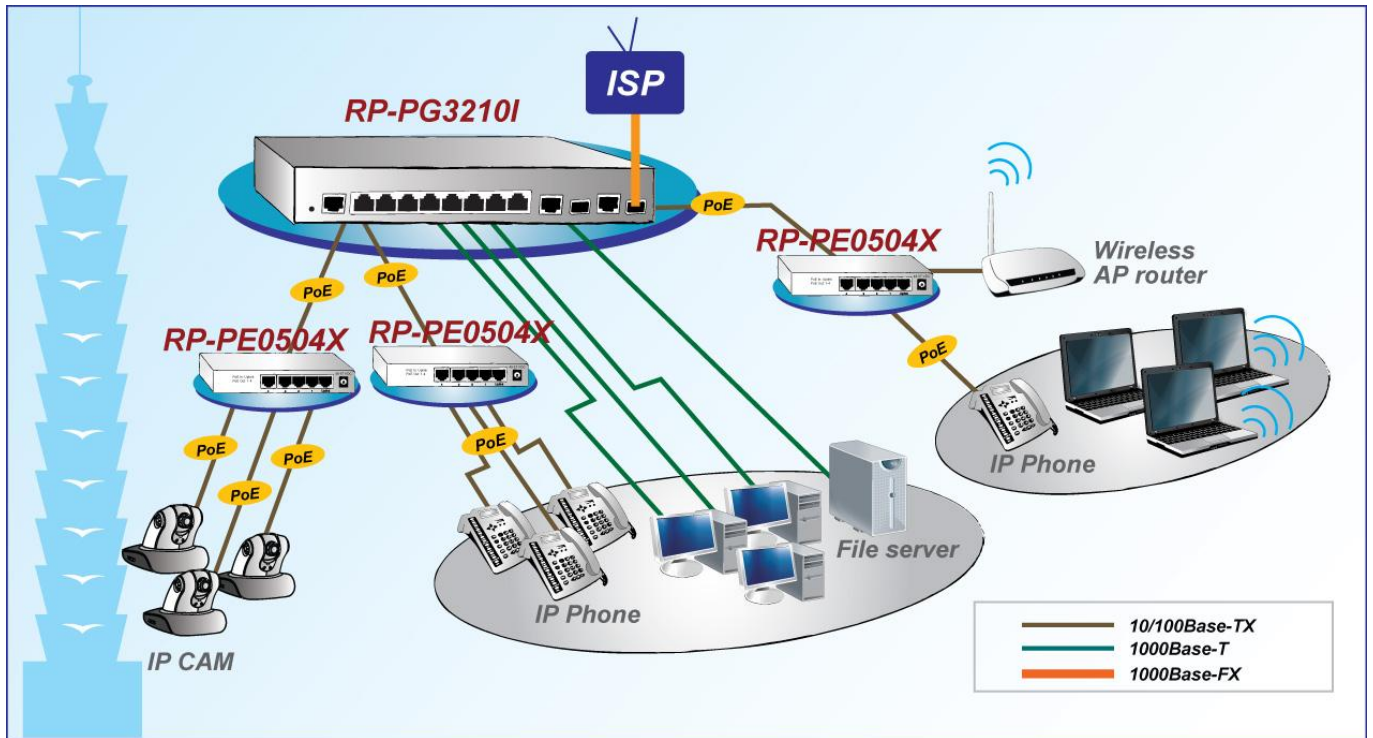 ISP
RP-PG3210I
PoE
RP-PE0504X
Wireless
AP router
PoE
PoE
RP-PE0504X
RP-PE0504X
PoE
IP Phone
PoE
PoE
PoE
PoE
File server
IP Phone
IP CAM
10/100Base-TX
1000Base-T
1000Base-FX